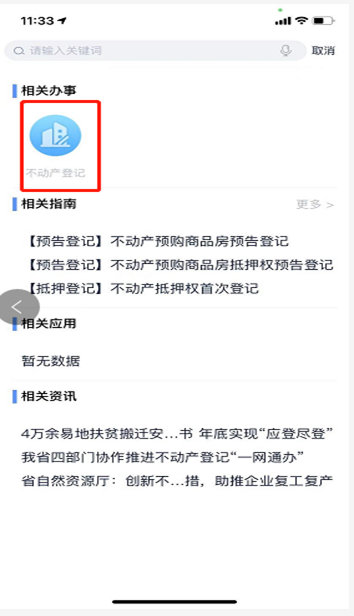 11:33
请输入关键词
取消
相关办事
不动产登记
相关指南
更多 >
【预告登记】不动产预购商品房预告登记
【预告登记】不动产预购商品房抵押权预告登记
【抵押登记】不动产抵押权首次登记
相关应用
暂无数据
相关资讯
4万余易地扶贫搬迁安...书 年底实现“应登尽登”
我省四部门协作推进不动产登记“一网通办”
省自然资源厅：创新不...措，助推企业复工复产